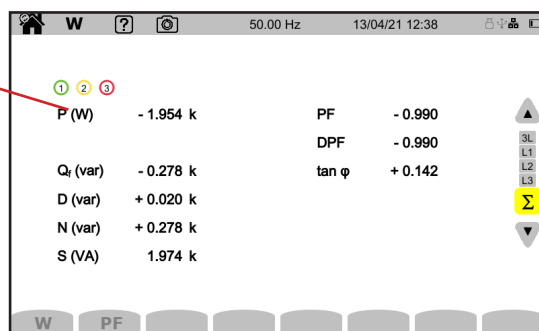 W ? 50.00 Hz 13/04/21 12:38
1 2 3
P (W) - 1.954 k PF - 0.990
DPF - 0.990
Qf (var) - 0.278 k tan φ + 0.142
D (var) + 0.020 k
N (var) + 0.278 k
S (VA) 1.974 k
3L
L1
L2
L3
Σ
W PF